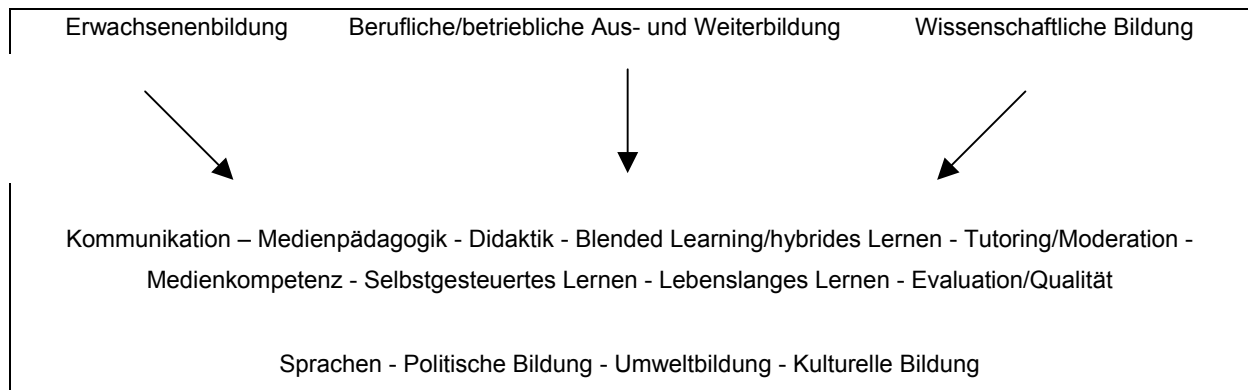 Erwachsenenbildung Berufliche/betriebliche Aus- und Weiterbildung Wissenschaftliche Bildung
Kommunikation – Medienpädagogik - Didaktik - Blended Learning/hybrides Lernen - Tutoring/Moderation -
Medienkompetenz - Selbstgesteuertes Lernen - Lebenslanges Lernen - Evaluation/Qualität
Sprachen - Politische Bildung - Umweltbildung - Kulturelle Bildung